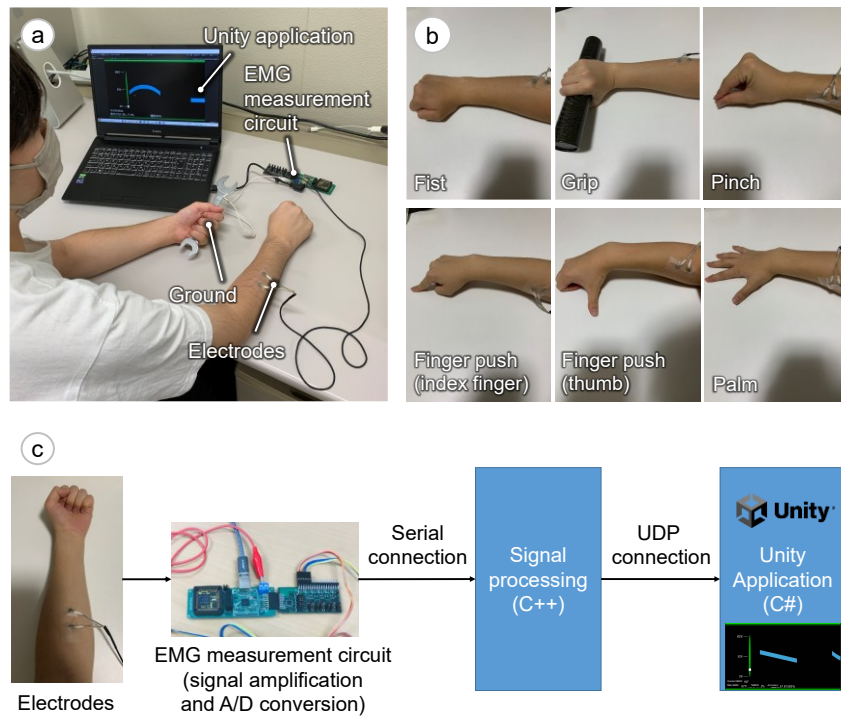 a
Unity application
EMG
measurement
circuit
Ground
Electrodes
b
Fist
Grip
Pinch
Finger push
(index finger)
Finger push
(thumb)
Palm
c
Electrodes
EMG measurement circuit
(signal amplification
and A/D conversion)
Serial
connection
Signal
processing
(C++)
UDP
connection
Unity
Unity
Application
(C#)